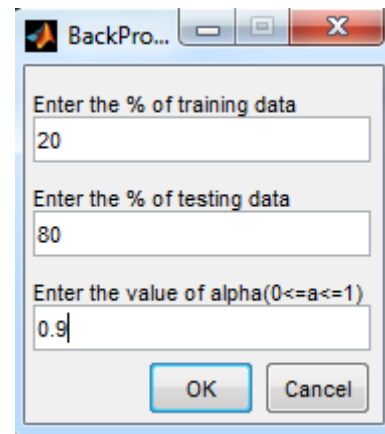 BackPro...
Enter the % of training data
20
Enter the % of testing data
80
Enter the value of alpha(0<=a<=1)
0.9
OK Cancel